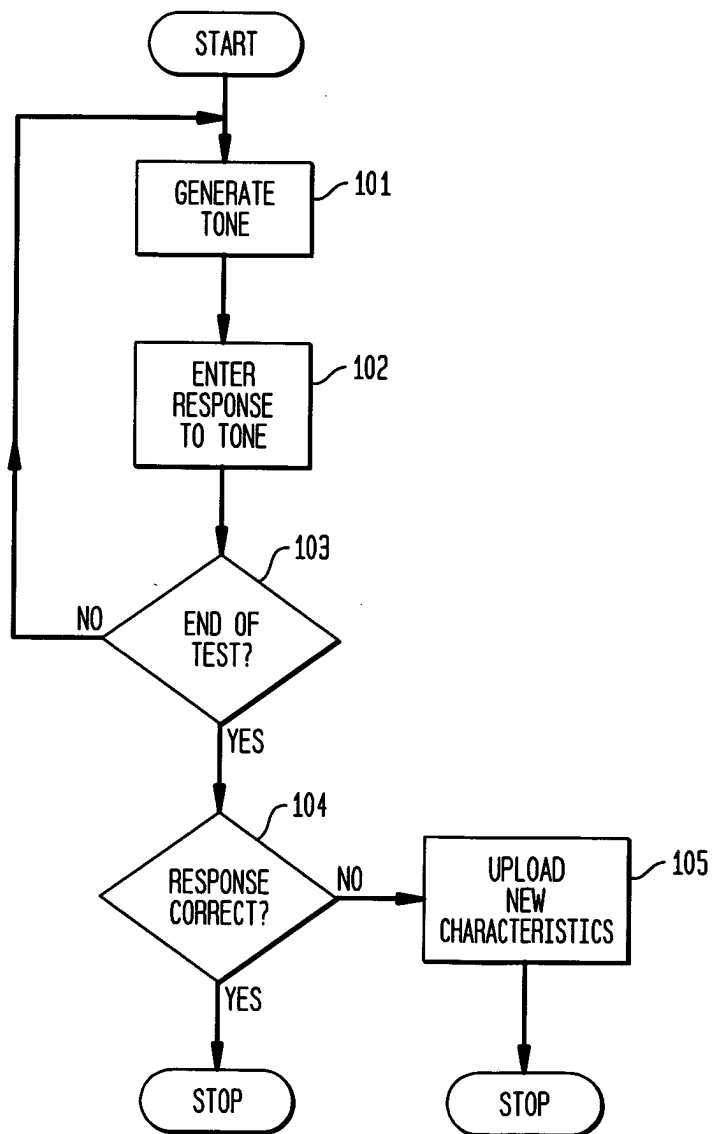 START
GENERATE
TONE
101
ENTER
RESPONSE
TO TONE
102
END OF
TEST?
103
NO
YES
RESPONSE
CORRECT?
104
NO
YES
UPLOAD
NEW
CHARACTERISTICS
105
STOP
STOP